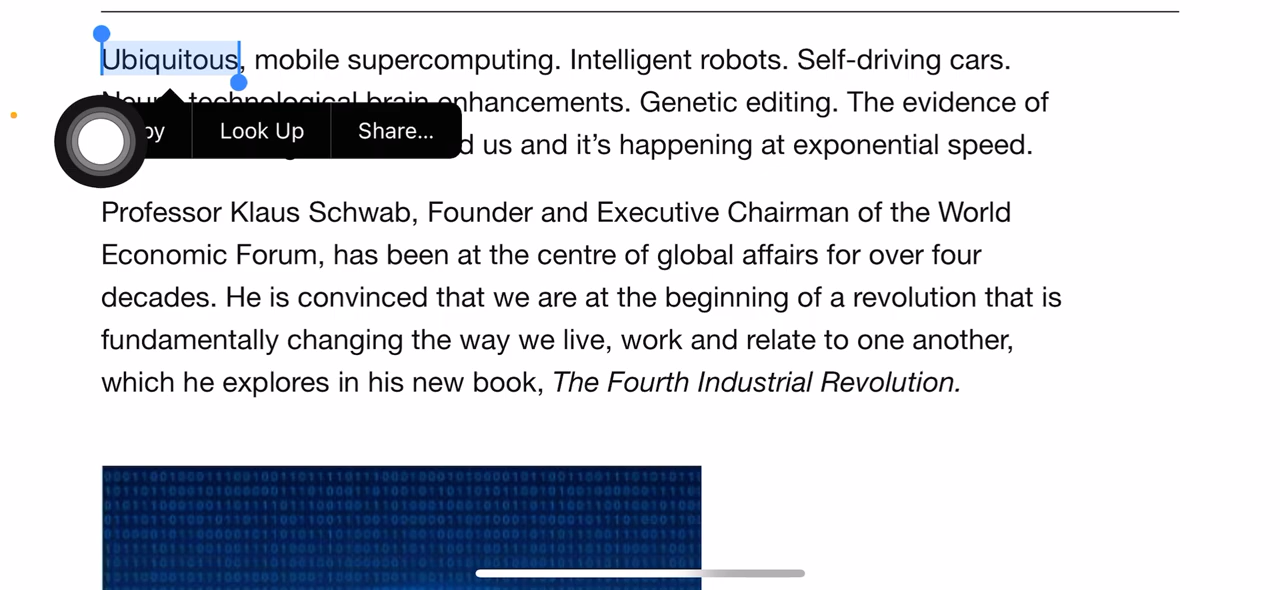 Ubiquitous, mobile supercomputing. Intelligent robots. Self-driving cars.
technological brain enhancements. Genetic editing. The evidence of
Look Up Share...
us and it’s happening at exponential speed.
Professor Klaus Schwab, Founder and Executive Chairman of the World
Economic Forum, has been at the centre of global affairs for over four
decades. He is convinced that we are at the beginning of a revolution that is
fundamentally changing the way we live, work and relate to one another,
which he explores in his new book, The Fourth Industrial Revolution.